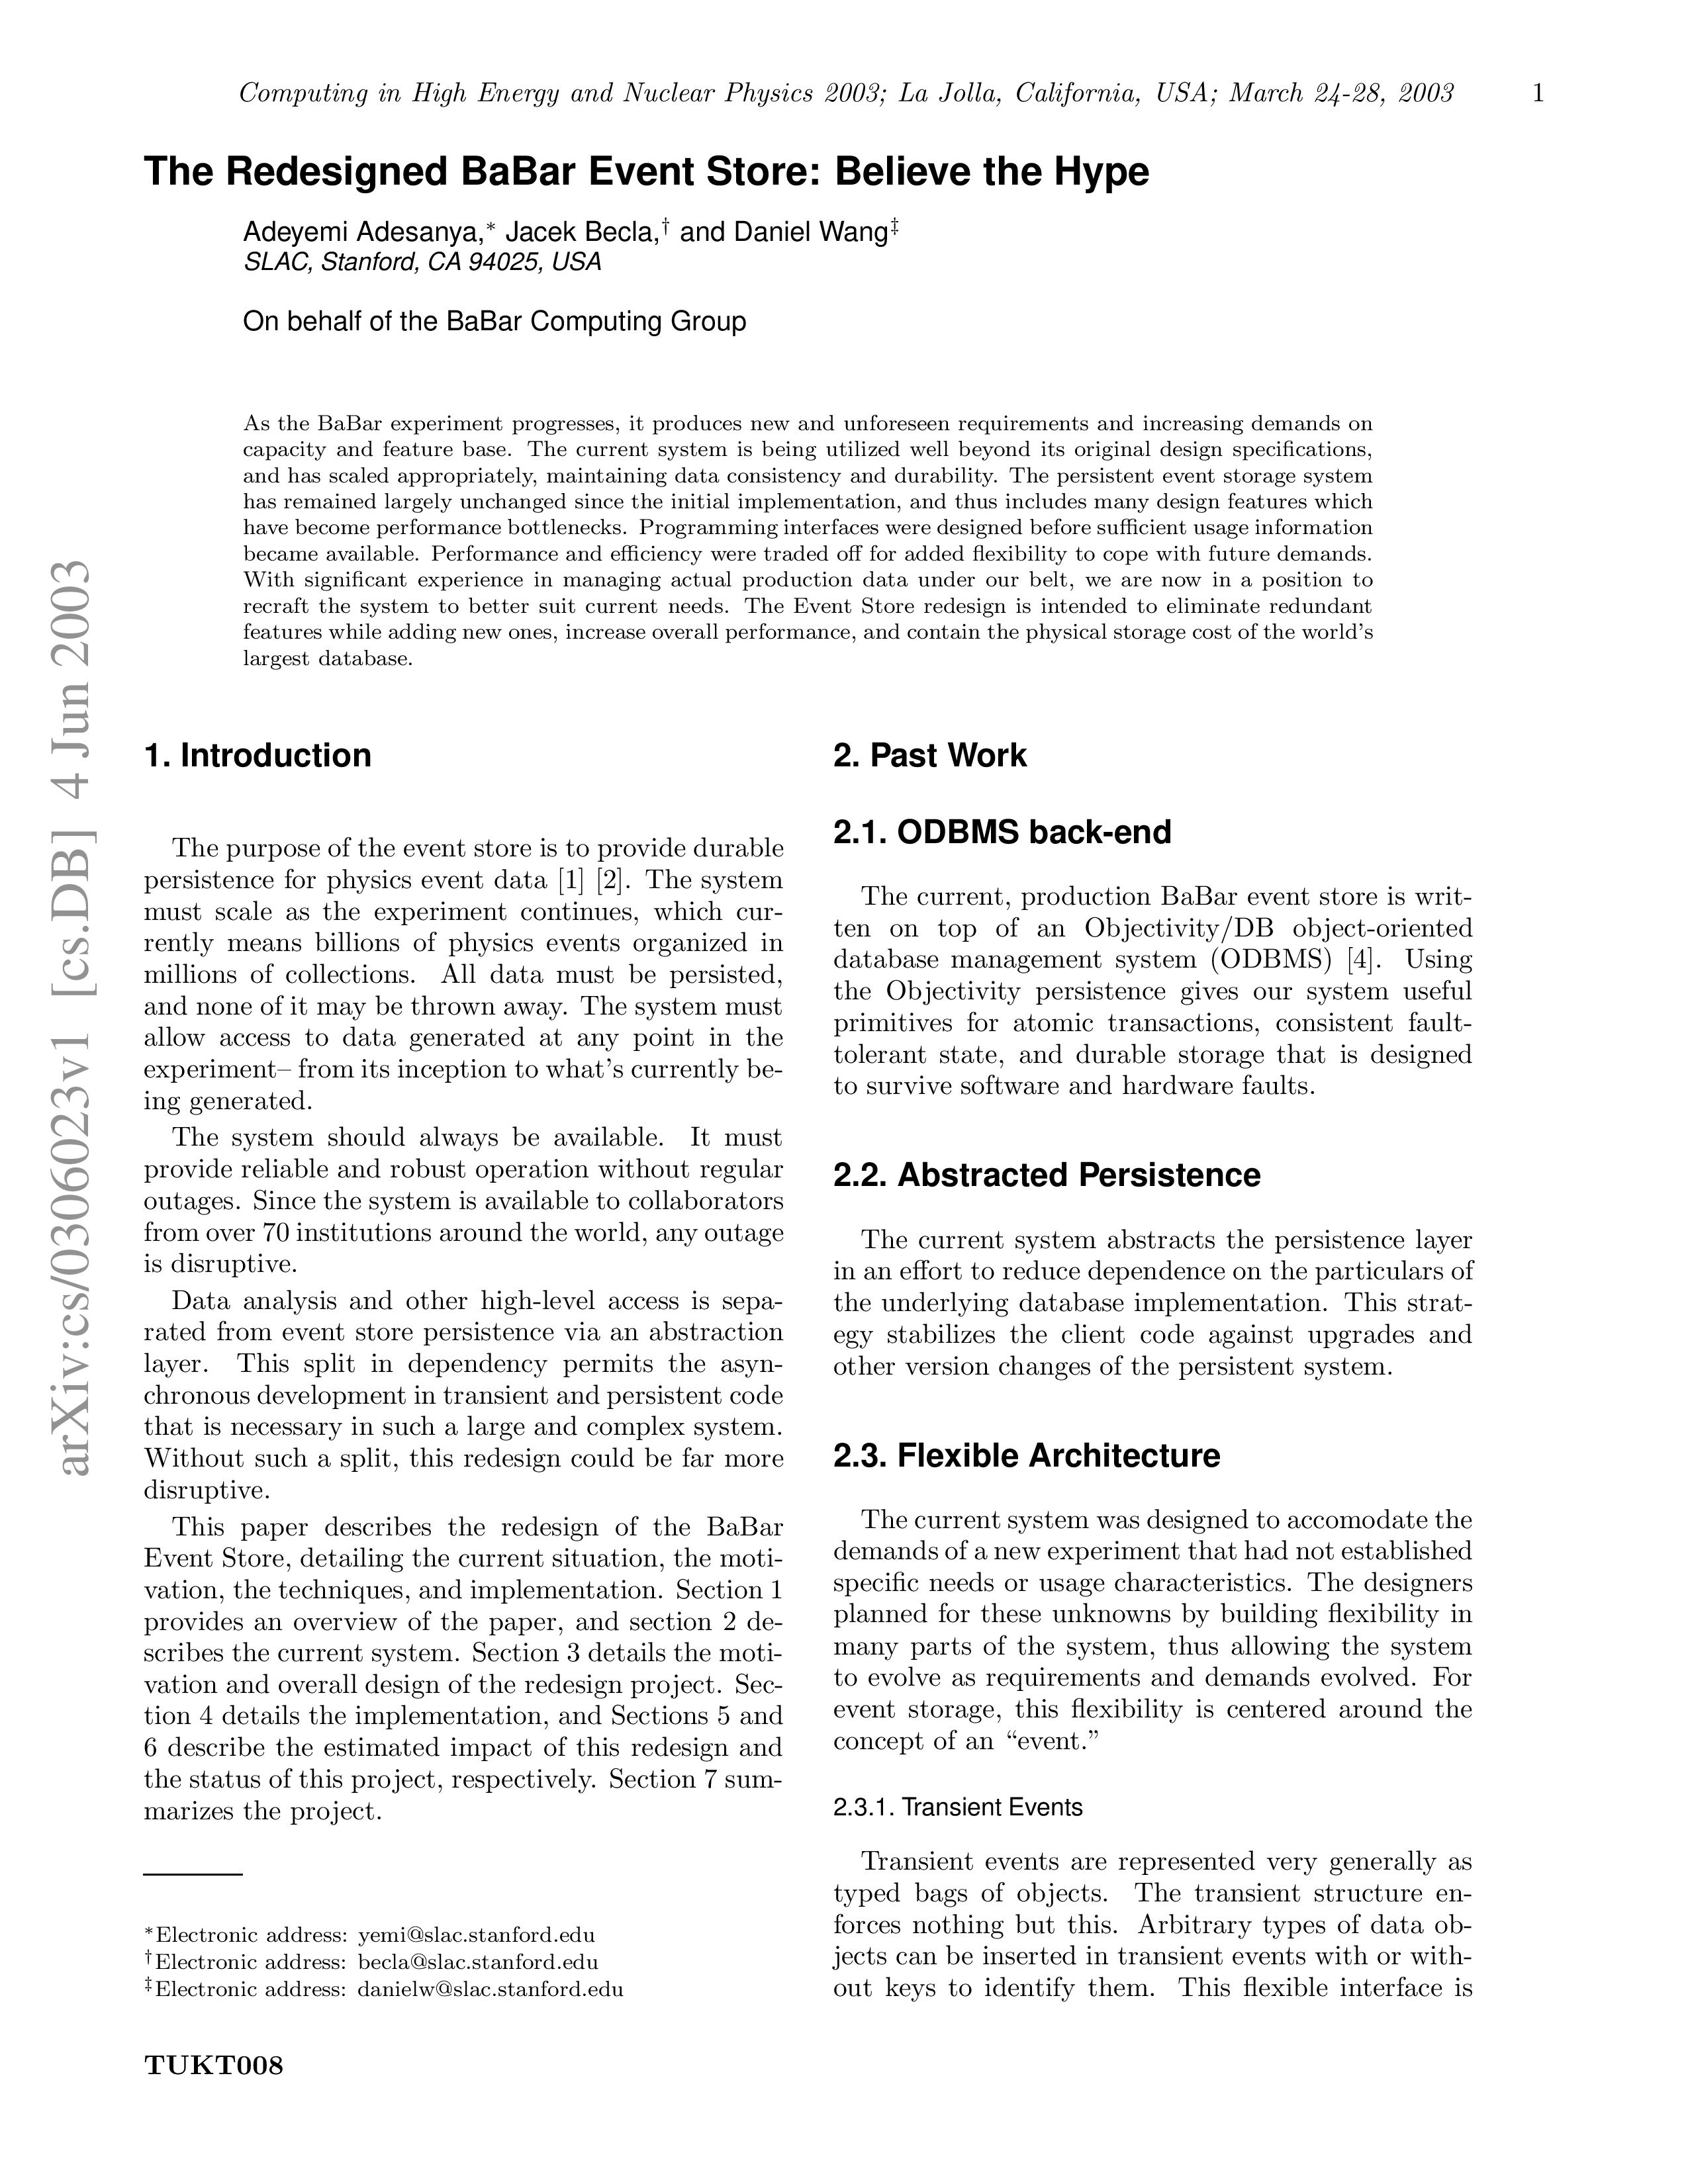 Computing in High Energy and Nuclear Physics 2003; La Jolla, California, USA; March 24-28, 2003 1
The Redesigned BaBar Event Store: Believe the Hype
Adeyemi Adesanya,* Jacek Becla,† and Daniel Wang‡
SLAC, Stanford, CA 94025, USA
On behalf of the BaBar Computing Group
As the BaBar experiment progresses, it produces new and unforeseen requirements and increasing demands on
capacity and feature base. The current system is being utilized well beyond its original design specifications,
and has scaled appropriately, maintaining data consistency and durability. The persistent event storage system
has remained largely unchanged since the initial implementation, and thus includes many design features which
have become performance bottlenecks. Programming interfaces were designed before sufficient usage information
became available. Performance and efficiency were traded off for added flexibility to cope with future demands.
With significant experience in managing actual production data under our belt, we are now in a position to
recraft the system to better suit current needs. The Event Store redesign is intended to eliminate redundant
features while adding new ones, increase overall performance, and contain the physical storage cost of the world's
largest database.
arXiv:cs/0306023v1 [cs.DB] 4 Jun 2003
1. Introduction
The purpose of the event store is to provide durable
persistence for physics event data [1] [2]. The system
must scale as the experiment continues, which cur-
rently means billions of physics events organized in
millions of collections. All data must be persisted,
and none of it may be thrown away. The system must
allow access to data generated at any point in the
experiment– from its inception to what's currently be-
ing generated.
The system should always be available. It must
provide reliable and robust operation without regular
outages. Since the system is available to collaborators
from over 70 institutions around the world, any outage
is disruptive.
Data analysis and other high-level access is sepa-
rated from event store persistence via an abstraction
layer. This split in dependency permits the asyn-
chronous development in transient and persistent code
that is necessary in such a large and complex system.
Without such a split, this redesign could be far more
disruptive.
This paper describes the redesign of the BaBar
Event Store, detailing the current situation, the moti-
vation, the techniques, and implementation. Section 1
provides an overview of the paper, and section 2 de-
scribes the current system. Section 3 details the moti-
vation and overall design of the redesign project. Sec-
tion 4 details the implementation, and Sections 5 and
6 describe the estimated impact of this redesign and
the status of this project, respectively. Section 7 sum-
marizes the project.
*Electronic address: yemi@slac.stanford.edu
†Electronic address: becla@slac.stanford.edu
‡Electronic address: danielw@slac.stanford.edu
2. Past Work
2.1. ODBMS back-end
The current, production BaBar event store is writ-
ten on top of an Objectivity/DB object-oriented
database management system (ODBMS) [4]. Using
the Objectivity persistence gives our system useful
primitives for atomic transactions, consistent fault-
tolerant state, and durable storage that is designed
to survive software and hardware faults.
2.2. Abstracted Persistence
The current system abstracts the persistence layer
in an effort to reduce dependence on the particulars of
the underlying database implementation. This strat-
egy stabilizes the client code against upgrades and
other version changes of the persistent system.
2.3. Flexible Architecture
The current system was designed to accomodate the
demands of a new experiment that had not established
specific needs or usage characteristics. The designers
planned for these unknowns by building flexibility in
many parts of the system, thus allowing the system
to evolve as requirements and demands evolved. For
event storage, this flexibility is centered around the
concept of an “event.”
2.3.1. Transient Events
Transient events are represented very generally as
typed bags of objects. The transient structure en-
forces nothing but this. Arbitrary types of data ob-
jects can be inserted in transient events with or with-
out keys to identify them. This flexible interface is
TUKT008